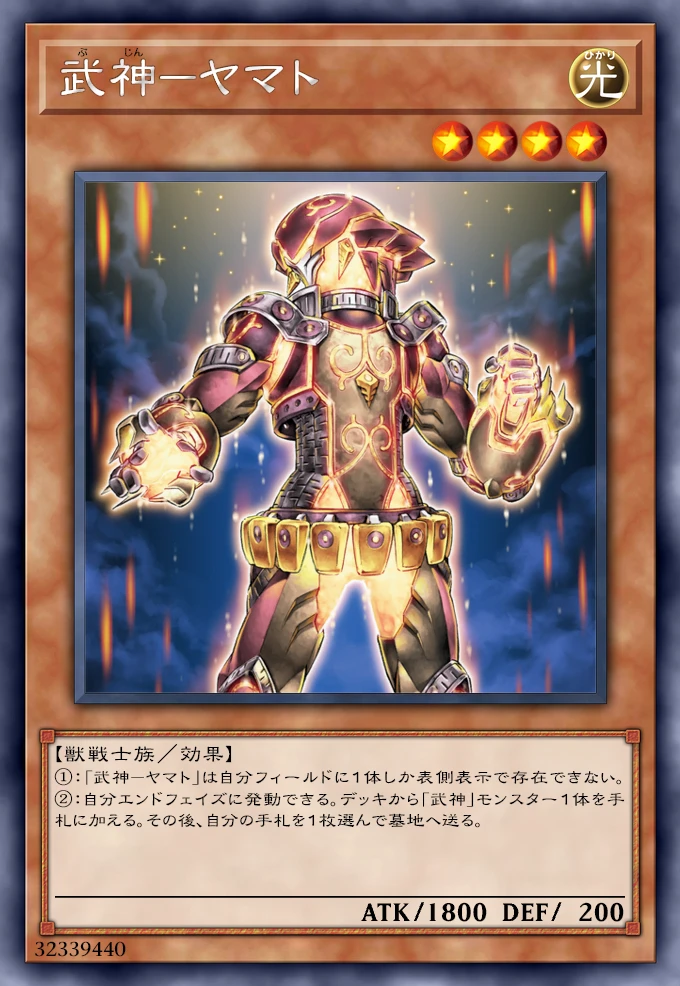 ぶ じん
武神－ヤマト
ひかり
光
【獣戦士族／効果】
①：「武神－ヤマト」は自分フィールドに１体しか表側表示で存在できない。
②：自分エンドフェイズに発動できる。デッキから「武神」モンスター１体を手
札に加える。その後、自分の手札を１枚選んで墓地へ送る。
ATK/1800 DEF/ 200
32339440